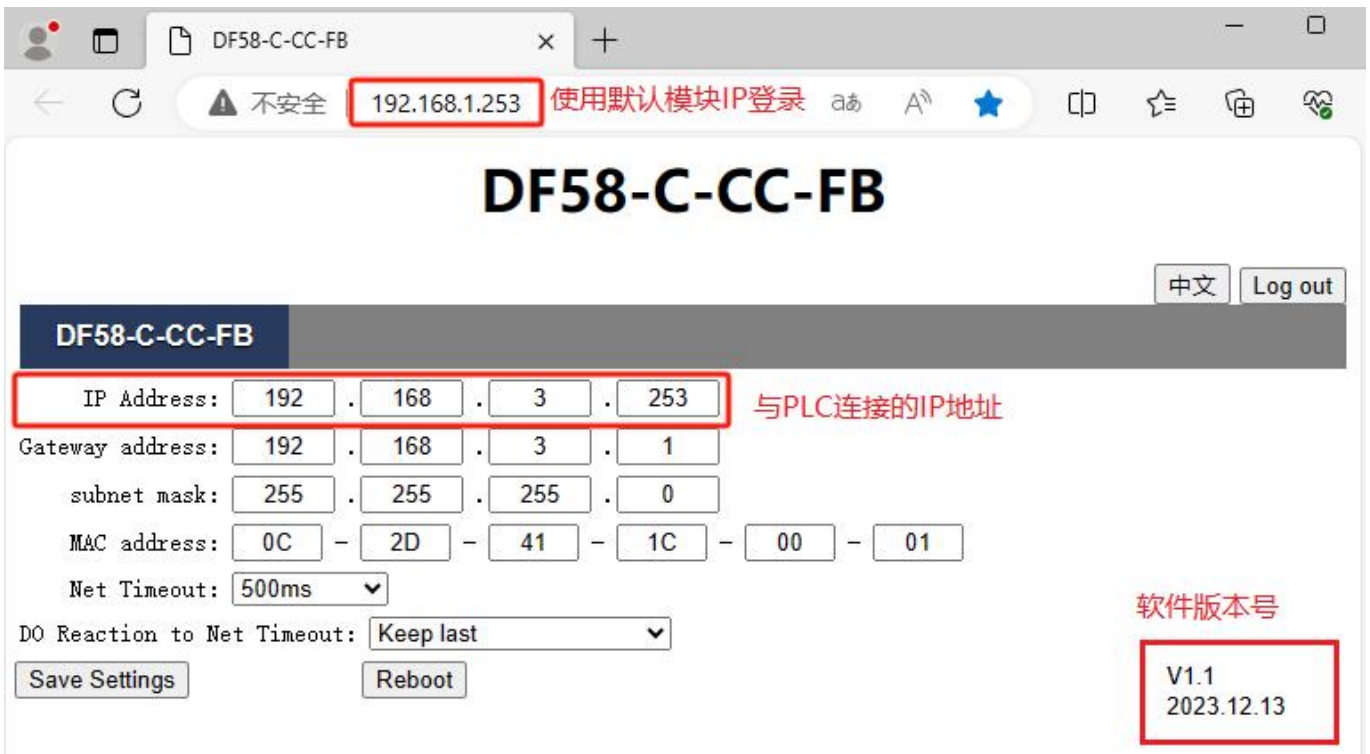 DF58-C-CC-FB
不安全 192.168.1.253 使用默认模块IP登录 aあ A
DF58-C-CC-FB
中文 Log out
DF58-C-CC-FB
IP Address: 192 . 168 . 3 . 253 与PLC连接的IP地址
Gateway address: 192 . 168 . 3 . 1
subnet mask: 255 . 255 . 255 . 0
MAC address: 0C - 2D - 41 - 1C - 00 - 01
Net Timeout: 500ms
软件版本号
DO Reaction to Net Timeout: Keep last
Save Settings Reboot
V1.1
2023.12.13